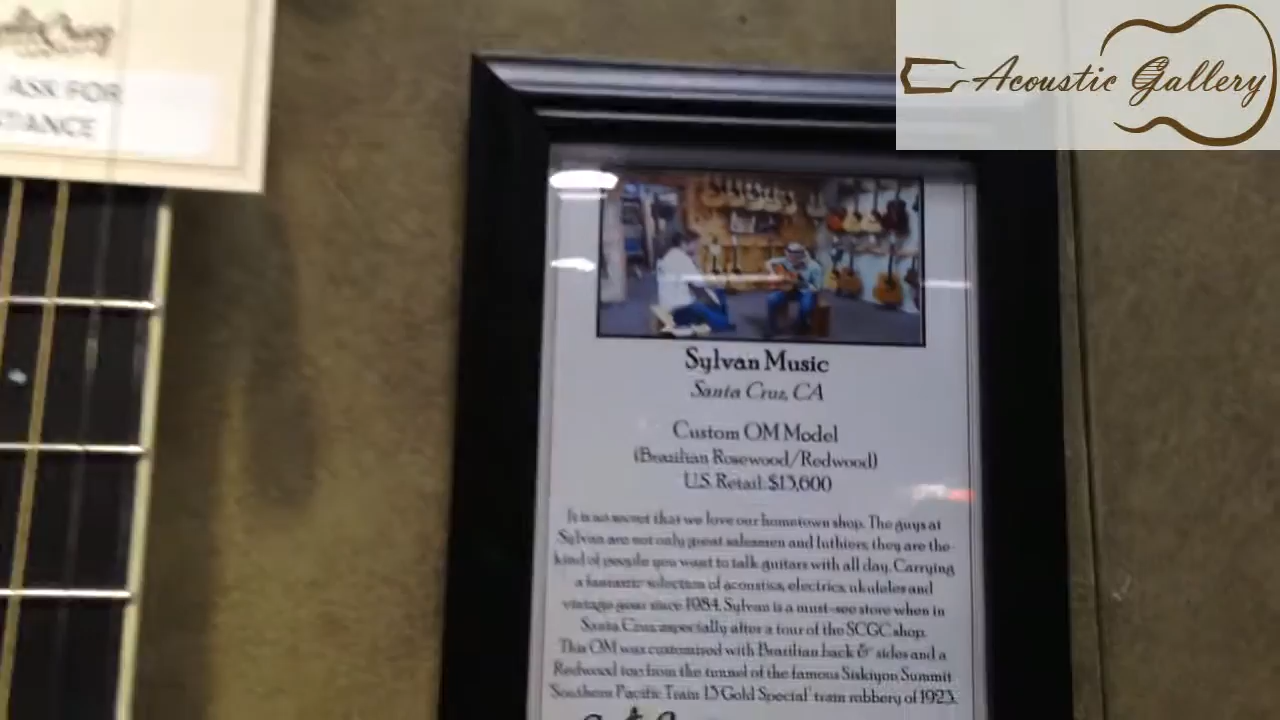 Acoustic Gallery
ASK FOR
Sylvan Music
Santa Cruz, CA
Custom OM Model
(Brazilian Rosewood/Redwood)
U.S. Retail: $13,600
It is no secret that we love our hometown shop. The guys at
Sylvan are not only great salesmen and luthiers, they are the
kind of people you want to talk guitars with all day. Carrying
a fantastic selection of acoustics, electrics, ukuleles and
vintage gear since 1984, Sylvan is a must-see store when in
Santa Cruz especially after a tour of the SCGC shop.
This OM was customized with Brazilian back & sides and a
Redwood top from the tunnel of the famous Siskiyou Summit
Southern Pacific Train 13 'Gold Special' train robbery of 1923.